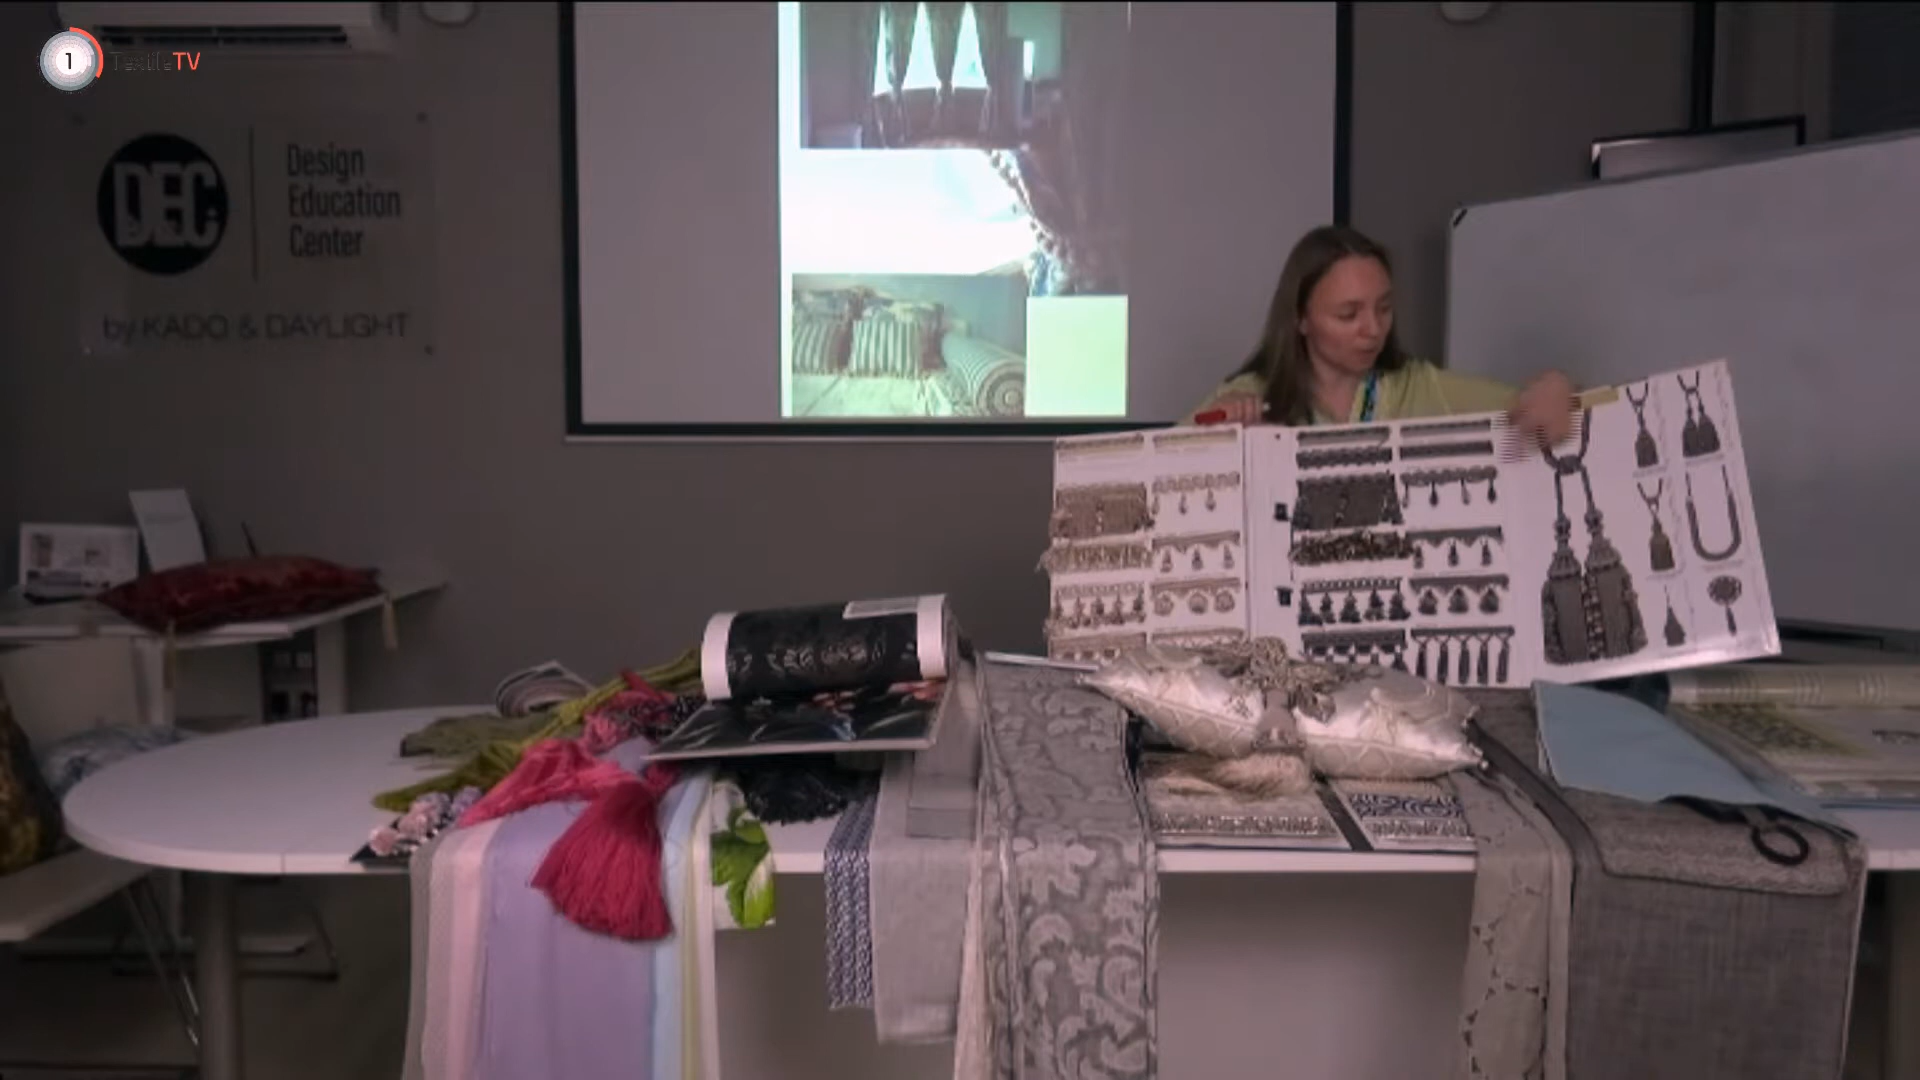 1 TextileTV
DEC
Design
Education
Center
by KADO & DAYLIGHT